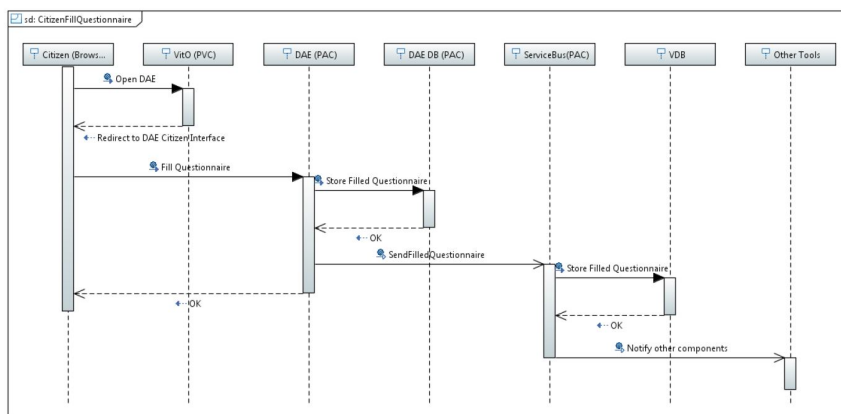 sd: CitizenFillQuestionnaire
Citizen (Brows...
VitO (PVC)
DAE (PAC)
DAE DB (PAC)
ServiceBus(PAC)
VDB
Other Tools
Open DAE
Redirect to DAE Citizen Interface
Fill Questionnaire
Store Filled Questionnaire
OK
SendFilledQuestionnaire
Store Filled Questionnaire
OK
OK
Notify other components